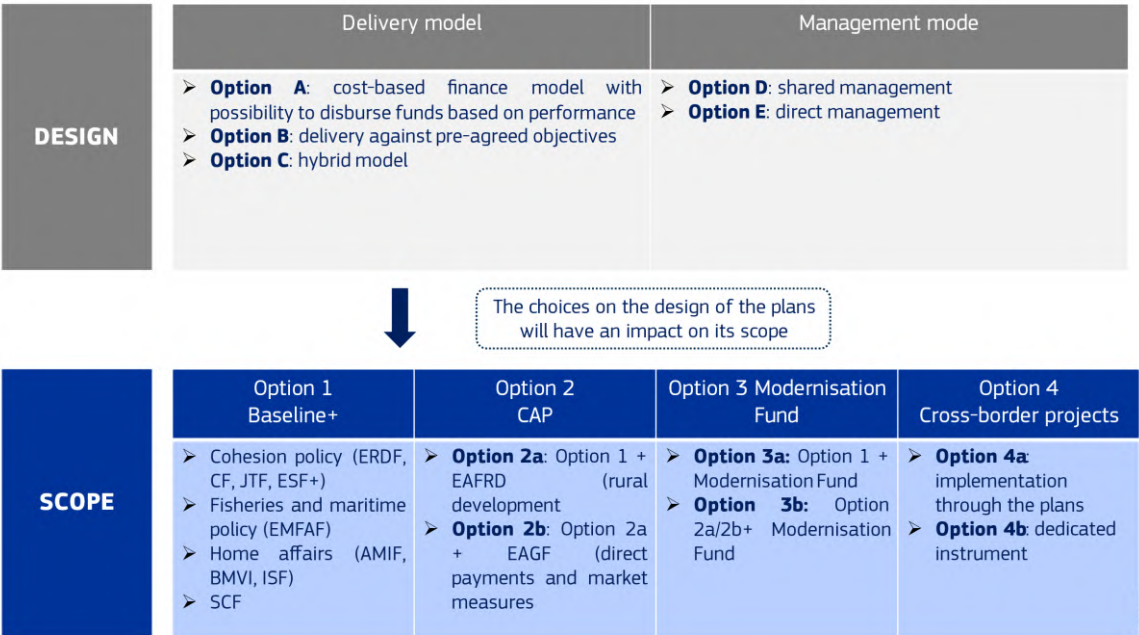 Delivery model
Management mode
DESIGN
➢ Option A: cost-based finance model with
possibility to disburse funds based on performance
➢ Option B: delivery against pre-agreed objectives
➢ Option C: hybrid model
➢ Option D: shared management
➢ Option E: direct management
The choices on the design of the plans
will have an impact on its scope
Option 1
Baseline+
Option 2
CAP
Option 3 Modernisation
Fund
Option 4
Cross-border projects
SCOPE
➢ Cohesion policy (ERDF,
CF, JTF, ESF+)
➢ Fisheries and maritime
policy (EMFAF)
➢ Home affairs (AMIF,
BMVI, ISF)
➢ SCF
➢ Option 2a: Option 1 +
EAFRD (rural
development
➢ Option 2b: Option 2a
+ EAGF (direct
payments and market
measures
➢ Option 3a: Option 1 +
Modernisation Fund
➢ Option 3b: Option
2a/2b+ Modernisation
Fund
➢ Option 4a:
implementation
through the plans
➢ Option 4b: dedicated
instrument